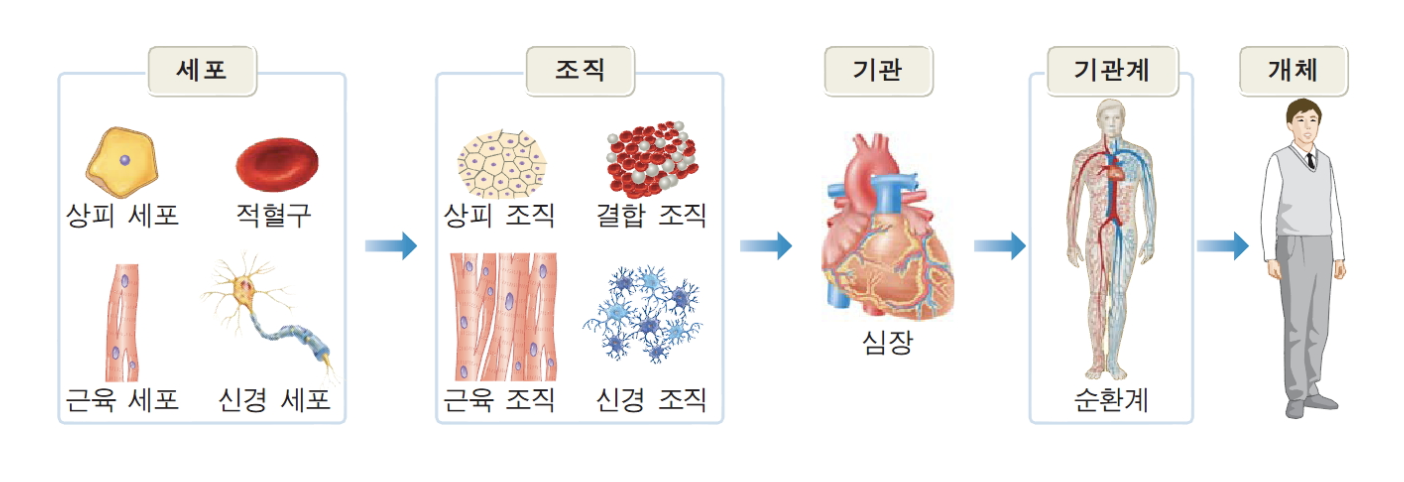 세포
조직
기관
기관계
개체
상피 세포
적혈구
근육 세포
신경 세포
상피 조직
결합 조직
근육 조직
신경 조직
심장
순환계